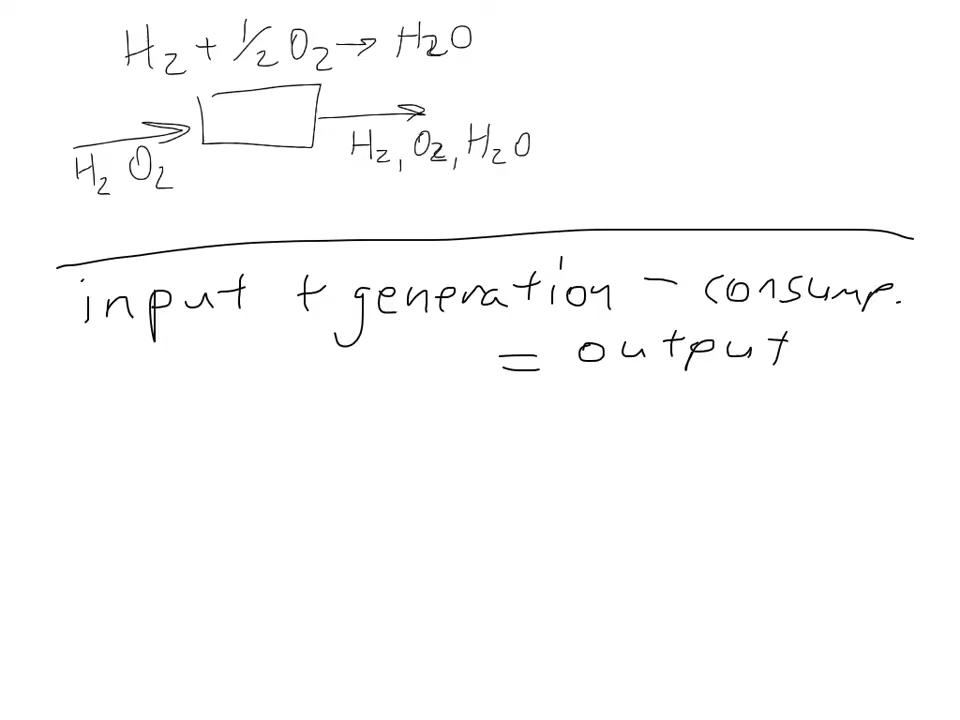 H2 + 1/2 O2 → H2O
H2 O2
H2, O2, H2O
input + generation - consump.
= output